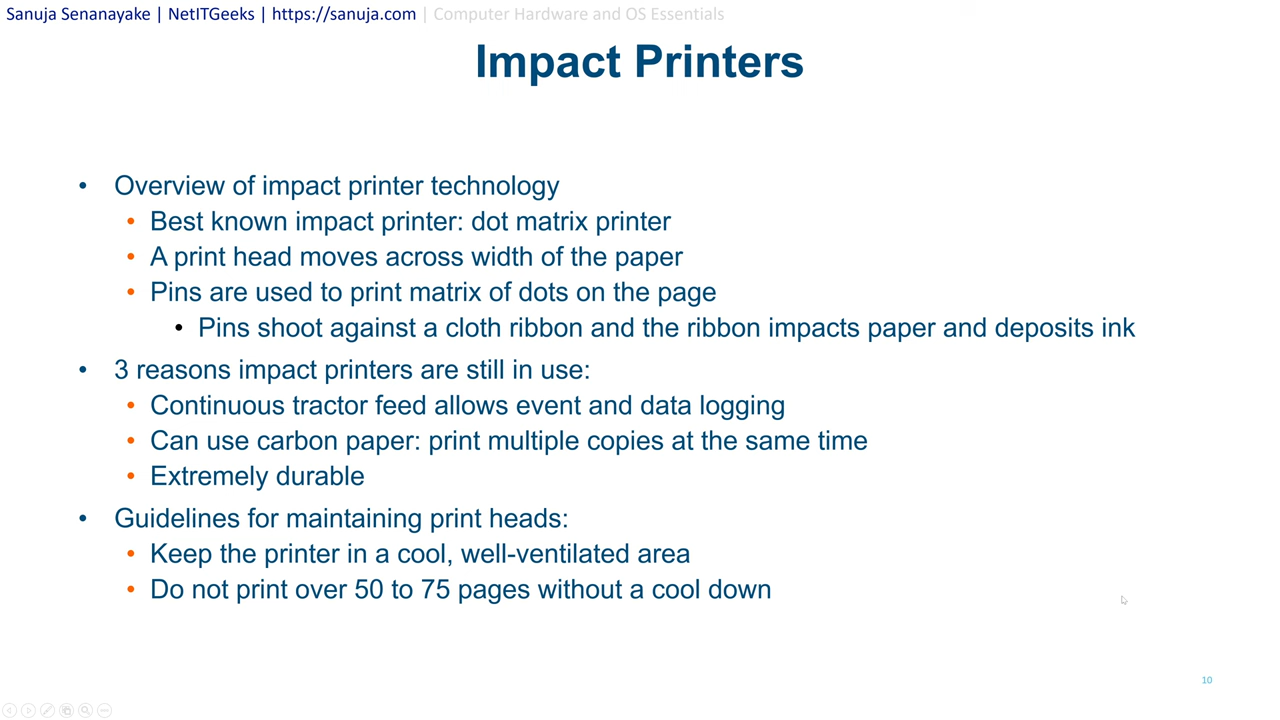 Sanuja Senanayake | NetITGeeks | https://sanuja.com | Computer Hardware and OS Essentials
Impact Printers
• Overview of impact printer technology
• Best known impact printer: dot matrix printer
• A print head moves across width of the paper
• Pins are used to print matrix of dots on the page
• Pins shoot against a cloth ribbon and the ribbon impacts paper and deposits ink
• 3 reasons impact printers are still in use:
• Continuous tractor feed allows event and data logging
• Can use carbon paper: print multiple copies at the same time
• Extremely durable
• Guidelines for maintaining print heads:
• Keep the printer in a cool, well-ventilated area
• Do not print over 50 to 75 pages without a cool down
10